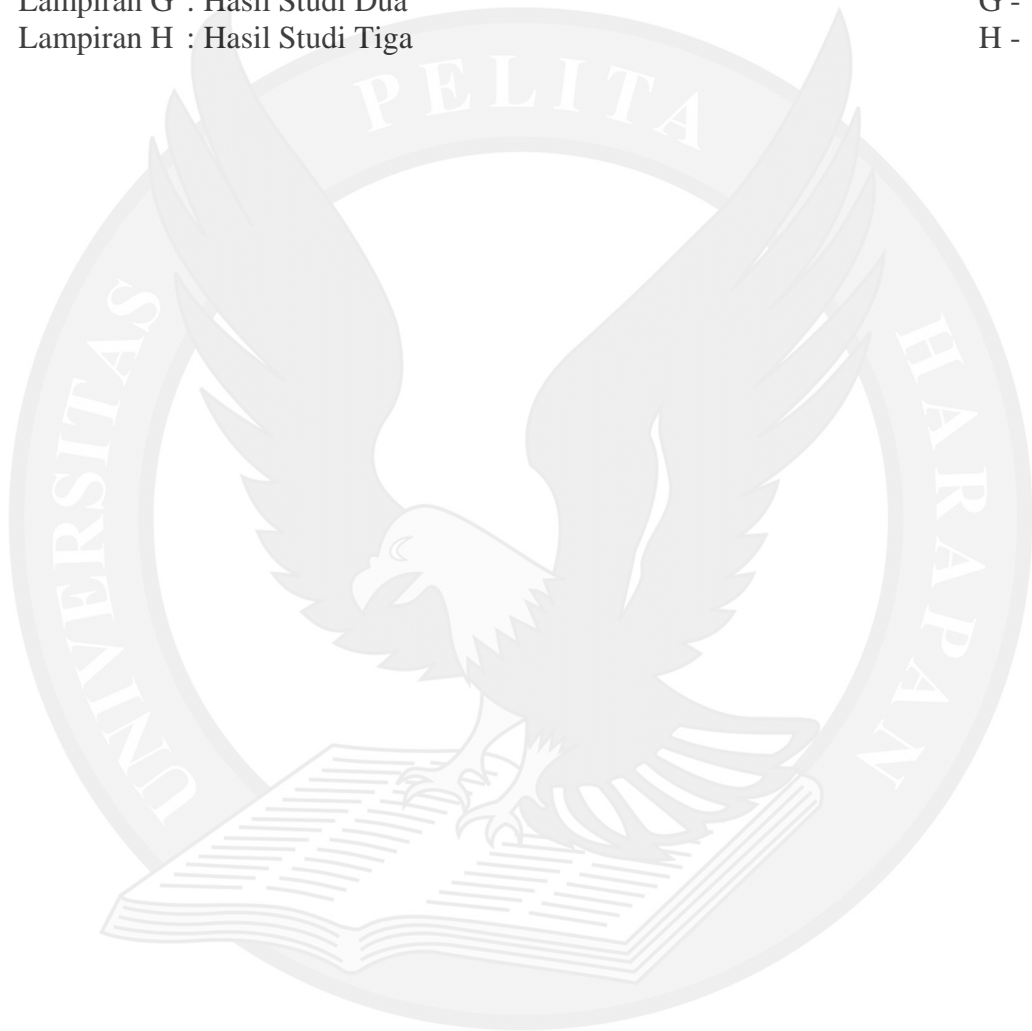 Lampiran G : Hasil Studi Dua G -
Lampiran H : Hasil Studi Tiga H -
UNIVERSITAS PELITA HARAPAN